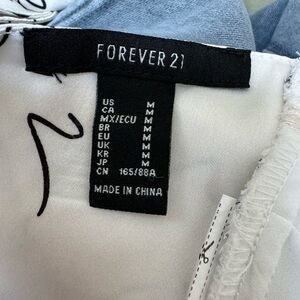 FOREVER 21
US M
CA M
MX/ECU M
BR M
EU M
UK M
KR M
JP M
CN 165/88A
MADE IN CHINA